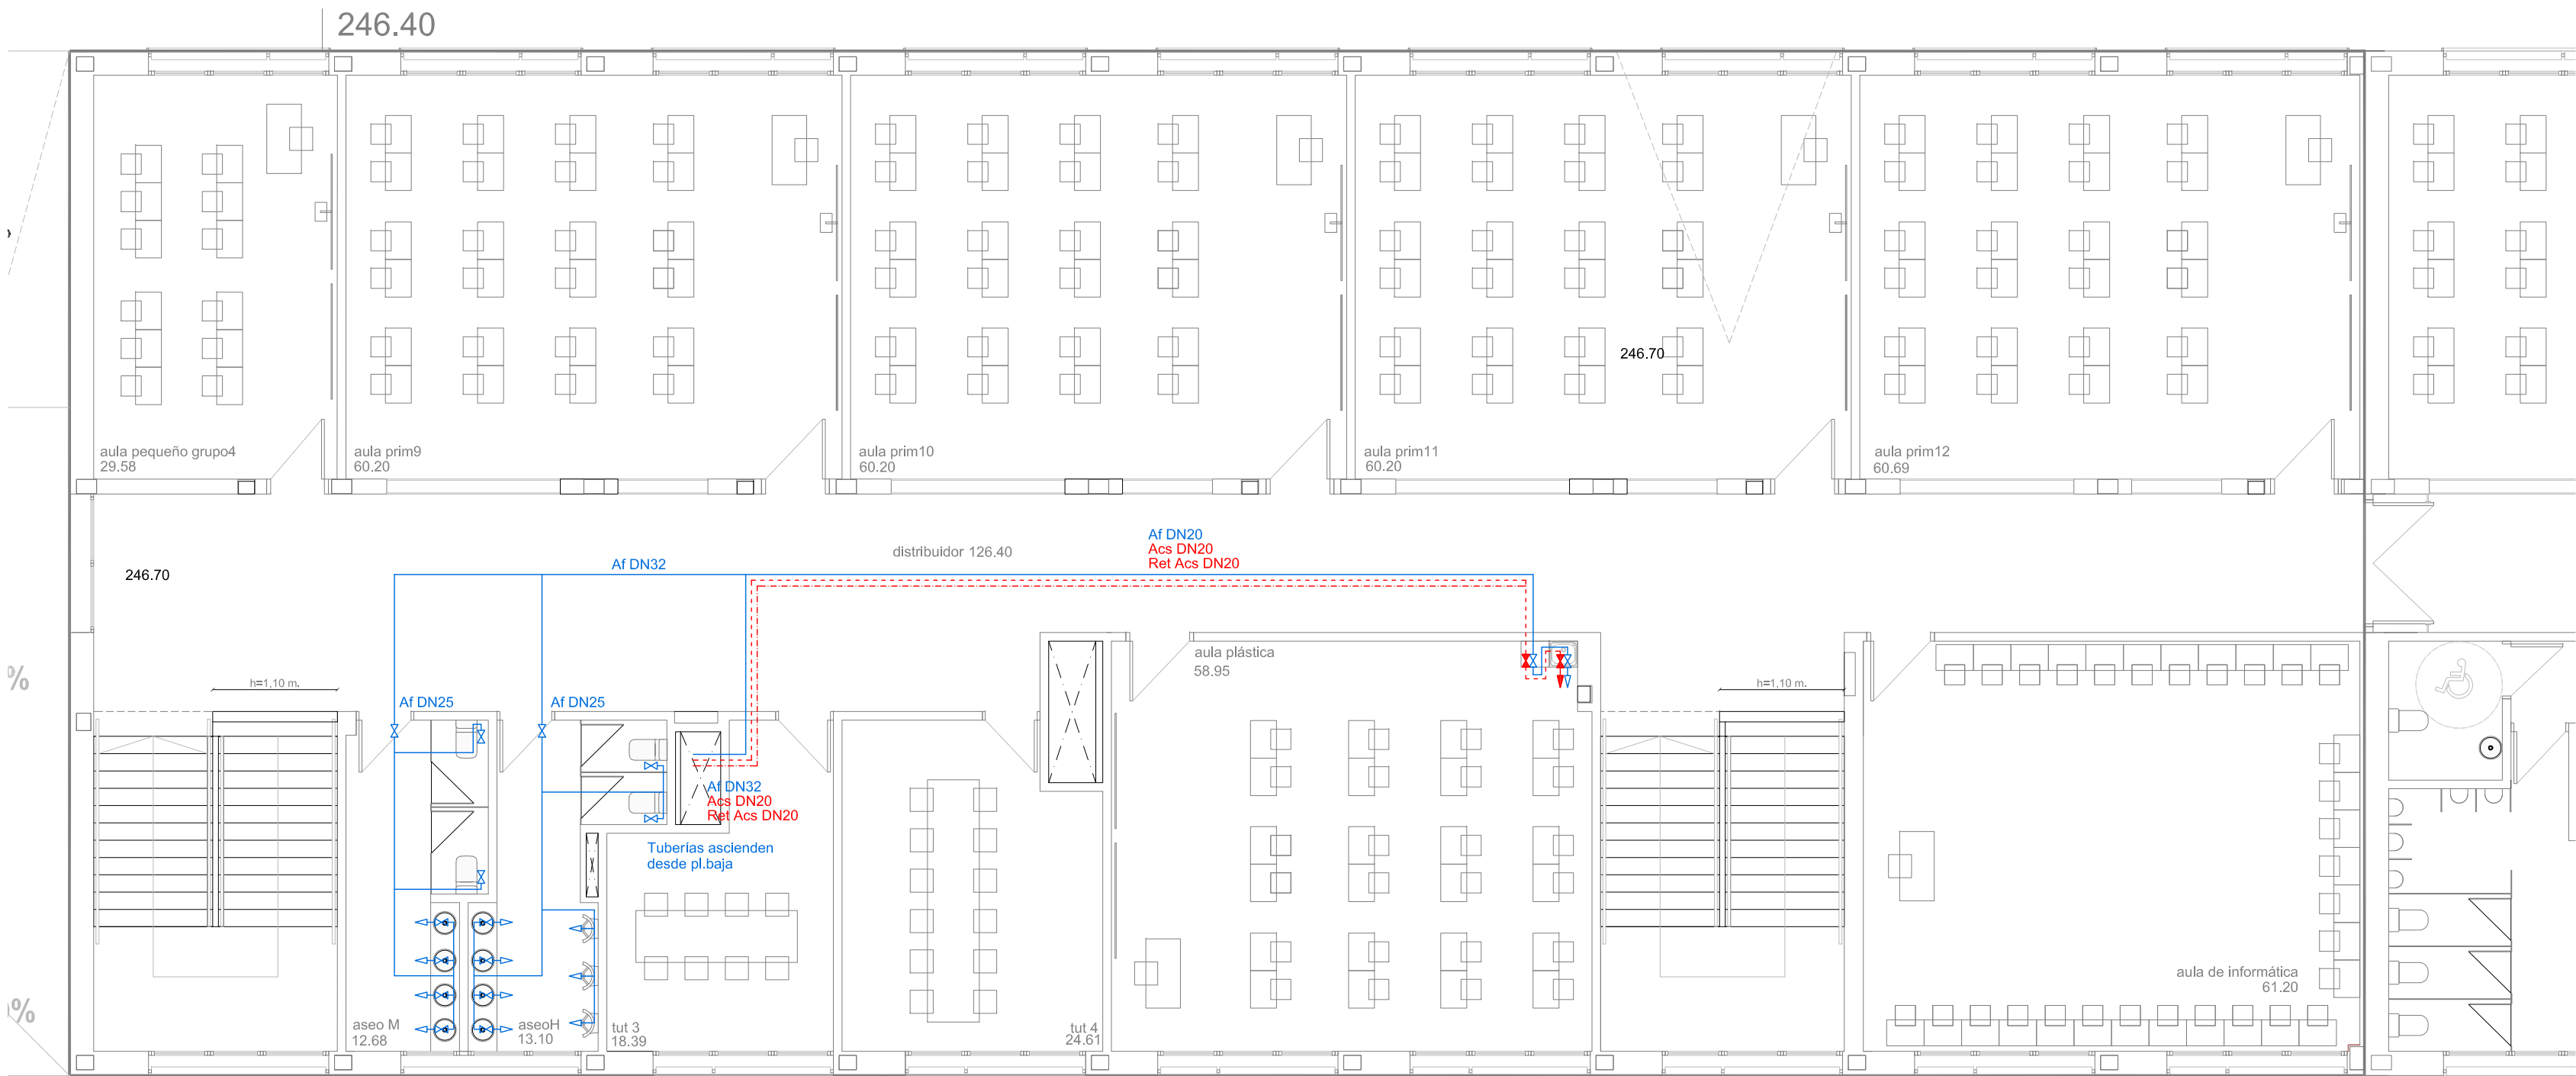 246.40
aula pequeño grupo4
29.58
aula prim9
60.20
aula prim10
60.20
aula prim11
60.20
246.70
aula prim12
60.69
246.70
Af DN32
distribuidor 126.40
Af DN20
Acs DN20
Ret Acs DN20
%
h=1,10 m.
Af DN25
Af DN25
aula plástica
58.95
h=1,10 m.
Af DN32
Acs DN20
Ret Acs DN20
Tuberías ascienden
desde pl.baja
%
aseo M
12.68
aseoH
13.10
tut 3
18.39
tut 4
24.61
aula de informática
61.20